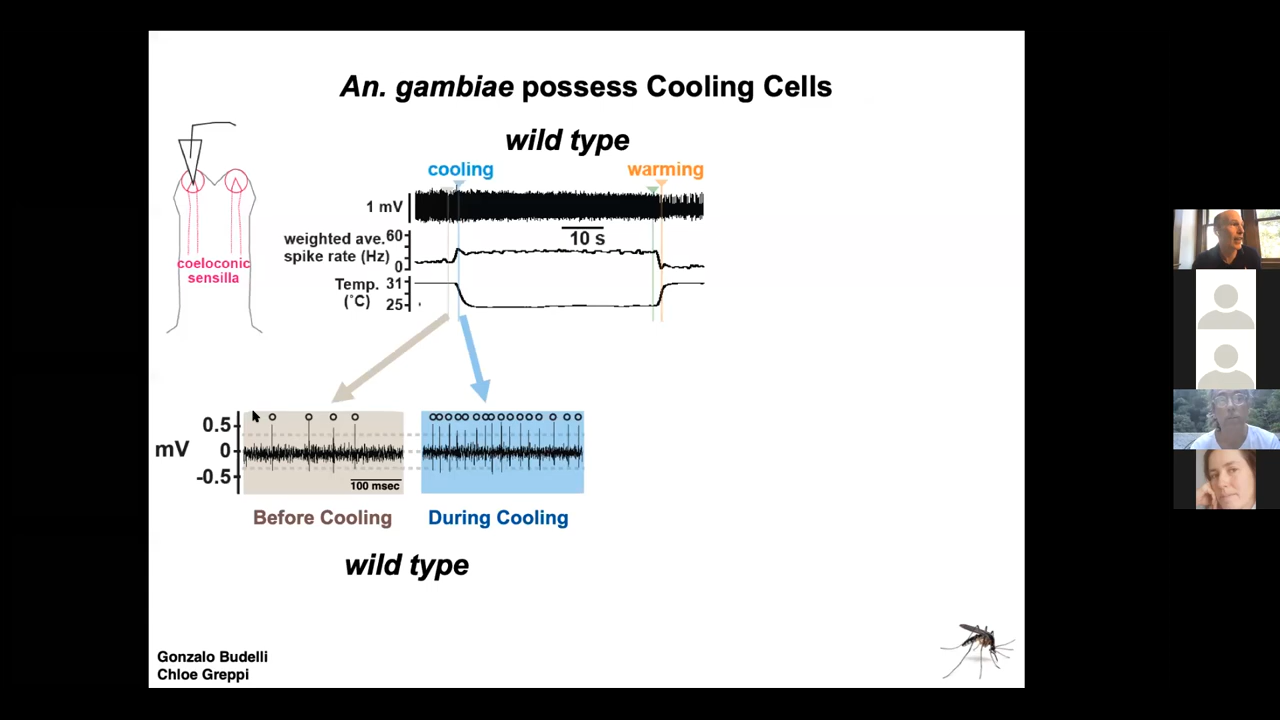 An. gambiae possess Cooling Cells
wild type
cooling
warming
1 mV
10 s
weighted ave.
spike rate (Hz)
60
0
Temp.
(˚C)
31
25
coeloconic
sensilla
mV
0.5
0
-0.5
100 msec
Before Cooling
During Cooling
wild type
Gonzalo Budelli
Chloe Greppi